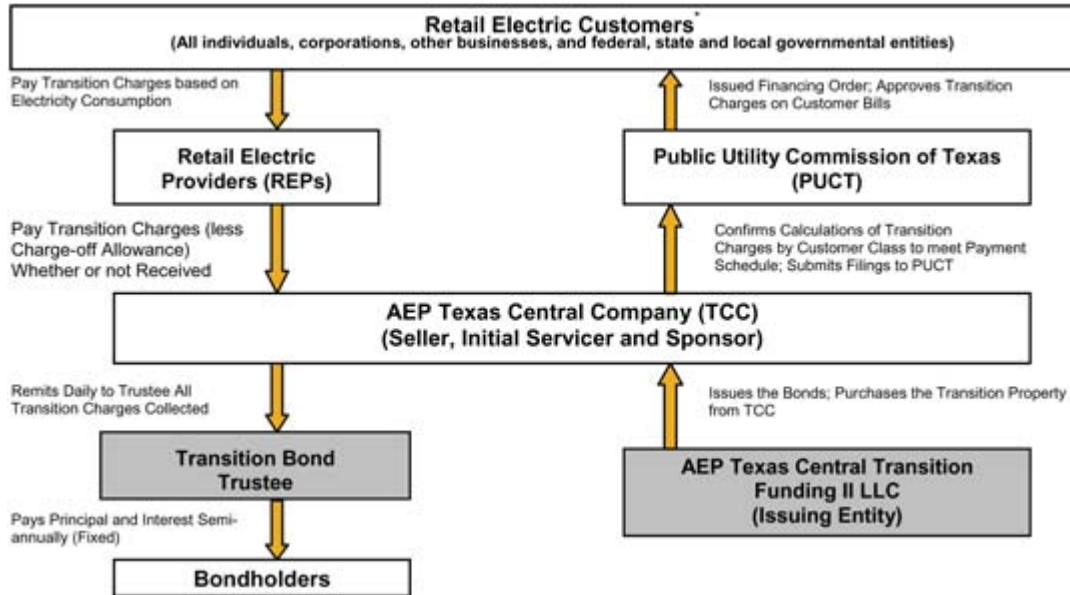 Retail Electric Customers*
(All individuals, corporations, other businesses, and federal, state and local governmental entities)
Pay Transition Charges based on
Electricity Consumption
Issued Financing Order; Approves Transition
Charges on Customer Bills
Retail Electric
Providers (REPs)
Public Utility Commission of Texas
(PUCT)
Pay Transition Charges (less
Charge-off Allowance)
Whether or not Received
Confirms Calculations of Transition
Charges by Customer Class to meet Payment
Schedule; Submits Filings to PUCT
AEP Texas Central Company (TCC)
(Seller, Initial Servicer and Sponsor)
Remits Daily to Trustee All
Transition Charges Collected
Issues the Bonds; Purchases the Transition Property
from TCC
Transition Bond
Trustee
AEP Texas Central Transition
Funding II LLC
(Issuing Entity)
Pays Principal and Interest Semi-
annually (Fixed)
Bondholders